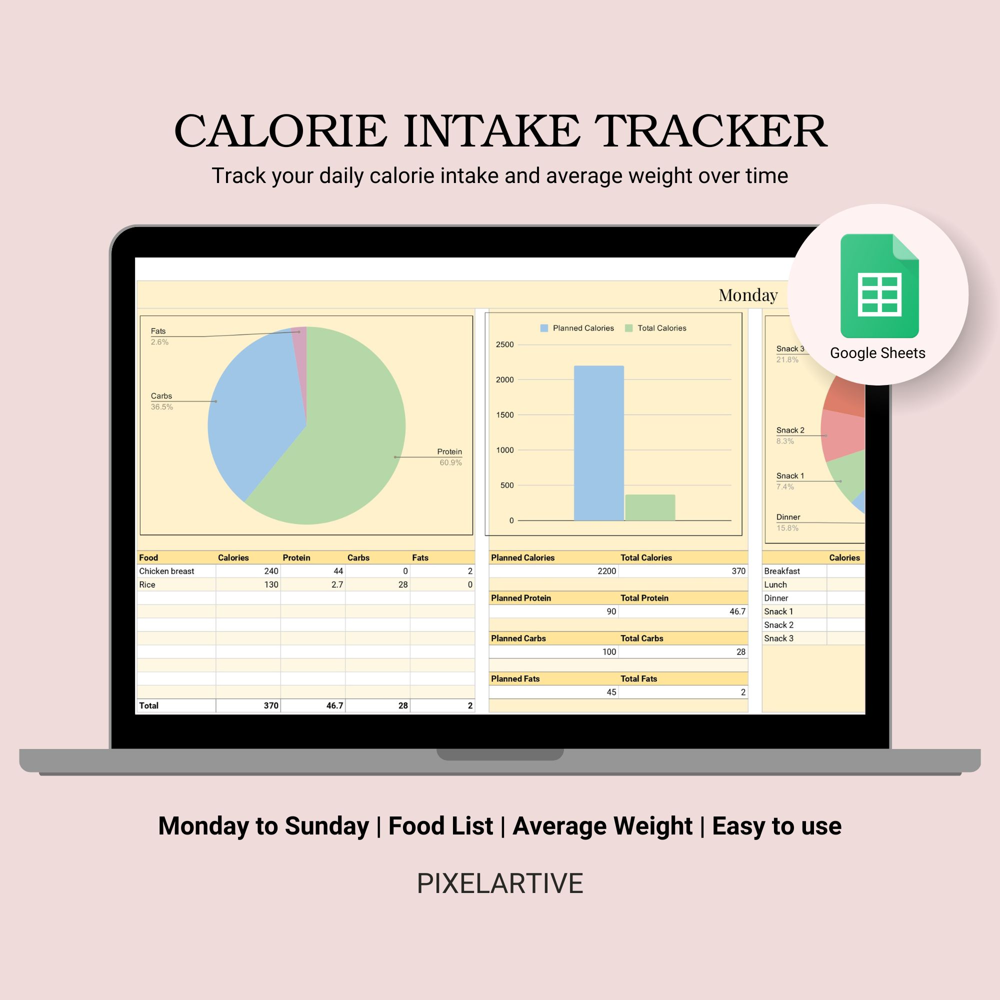 CALORIE INTAKE TRACKER
Track your daily calorie intake and average weight over time
Google Sheets
Monday
Fats
2.6%
Carbs
36.5%
Protein
60.9%
Planned Calories Total Calories
2500
2000
1500
1000
500
0
Snack 3
21.8%
Snack 2
8.3%
Snack 1
7.4%
Dinner
15.8%
Food Calories Protein Carbs Fats
Chicken breast 240 44 0 2
Rice 130 2.7 28 0
Total 370 46.7 28 2
Planned Calories Total Calories
2200 370
Planned Protein Total Protein
90 46.7
Planned Carbs Total Carbs
100 28
Planned Fats Total Fats
45 2
Calories
Breakfast
Lunch
Dinner
Snack 1
Snack 2
Snack 3
Monday to Sunday | Food List | Average Weight | Easy to use
PIXELARTIVE